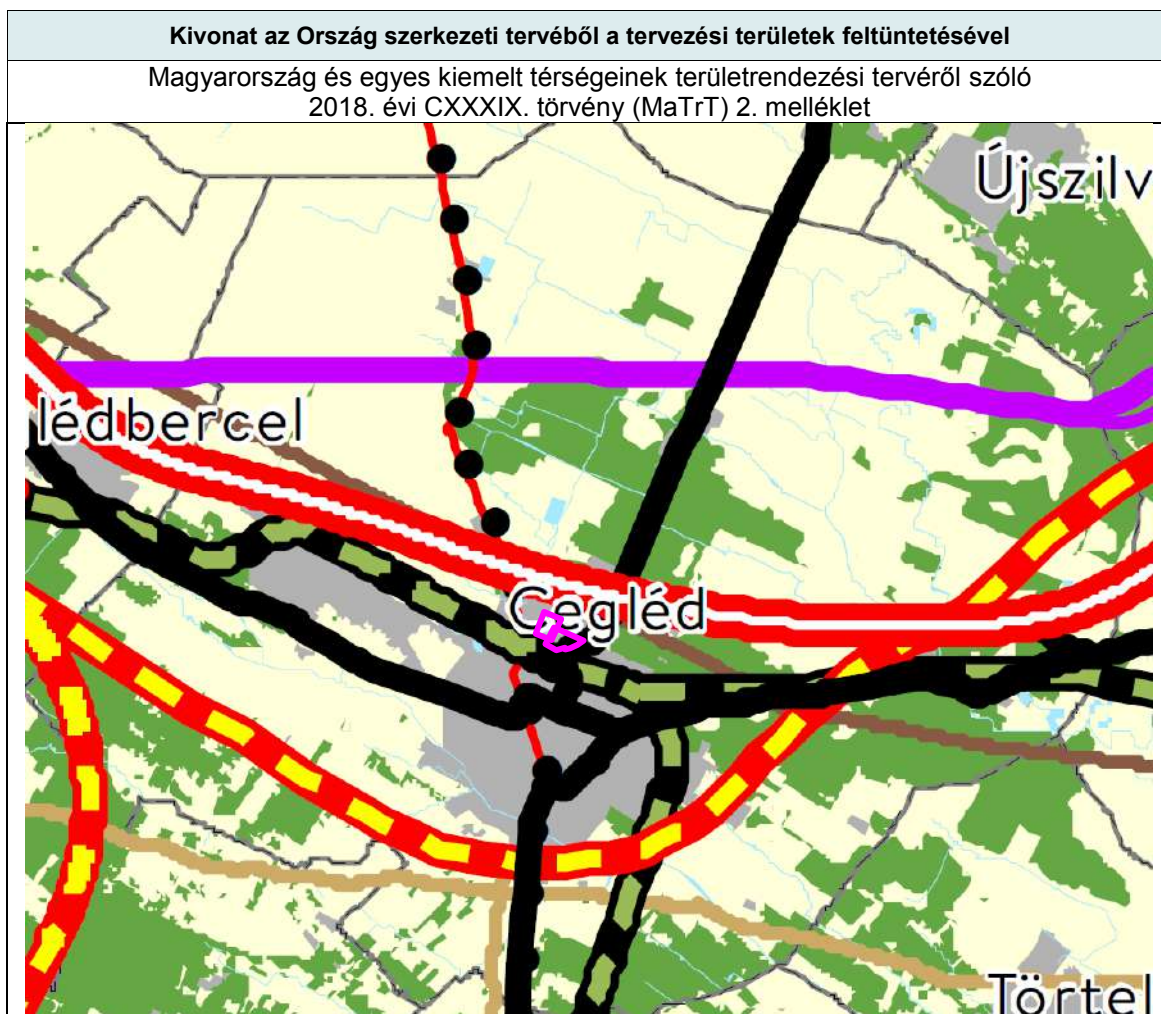 Kivonat az Ország szerkezeti tervéből a tervezési területek feltüntetésével
Magyarország és egyes kiemelt térségeinek területrendezési tervéről szóló
2018. évi CXXXIX. törvény (MaTrT) 2. melléklet
Újszilv
lédbercel
Cegléd
Törtel